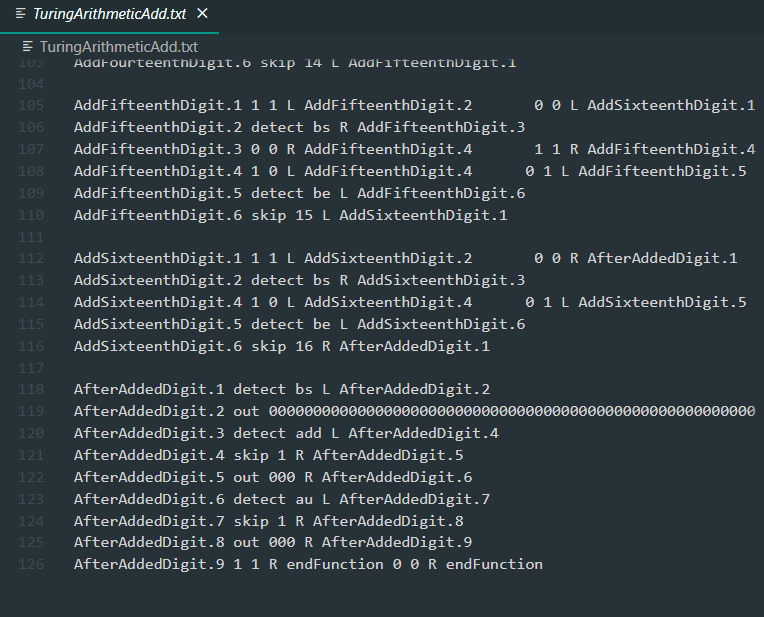 TuringArithmeticAdd.txt
TuringArithmeticAdd.txt
103 AddFourteenthDigit.6 skip 14 L AddFifteenthDigit.1
104
105 AddFifteenthDigit.1 1 1 L AddFifteenthDigit.2 0 0 L AddSixteenthDigit.1
106 AddFifteenthDigit.2 detect bs R AddFifteenthDigit.3
107 AddFifteenthDigit.3 0 0 R AddFifteenthDigit.4 1 1 R AddFifteenthDigit.4
108 AddFifteenthDigit.4 1 0 L AddFifteenthDigit.4 0 1 L AddFifteenthDigit.5
109 AddFifteenthDigit.5 detect be L AddFifteenthDigit.6
110 AddFifteenthDigit.6 skip 15 L AddSixteenthDigit.1
111
112 AddSixteenthDigit.1 1 1 L AddSixteenthDigit.2 0 0 R AfterAddedDigit.1
113 AddSixteenthDigit.2 detect bs R AddSixteenthDigit.3
114 AddSixteenthDigit.4 1 0 L AddSixteenthDigit.4 0 1 L AddSixteenthDigit.5
115 AddSixteenthDigit.5 detect be L AddSixteenthDigit.6
116 AddSixteenthDigit.6 skip 16 R AfterAddedDigit.1
117
118 AfterAddedDigit.1 detect bs L AfterAddedDigit.2
119 AfterAddedDigit.2 out 0000000000000000000000000000000000000000000000000000000
120 AfterAddedDigit.3 detect add L AfterAddedDigit.4
121 AfterAddedDigit.4 skip 1 R AfterAddedDigit.5
122 AfterAddedDigit.5 out 000 R AfterAddedDigit.6
123 AfterAddedDigit.6 detect au L AfterAddedDigit.7
124 AfterAddedDigit.7 skip 1 R AfterAddedDigit.8
125 AfterAddedDigit.8 out 000 R AfterAddedDigit.9
126 AfterAddedDigit.9 1 1 R endFunction 0 0 R endFunction